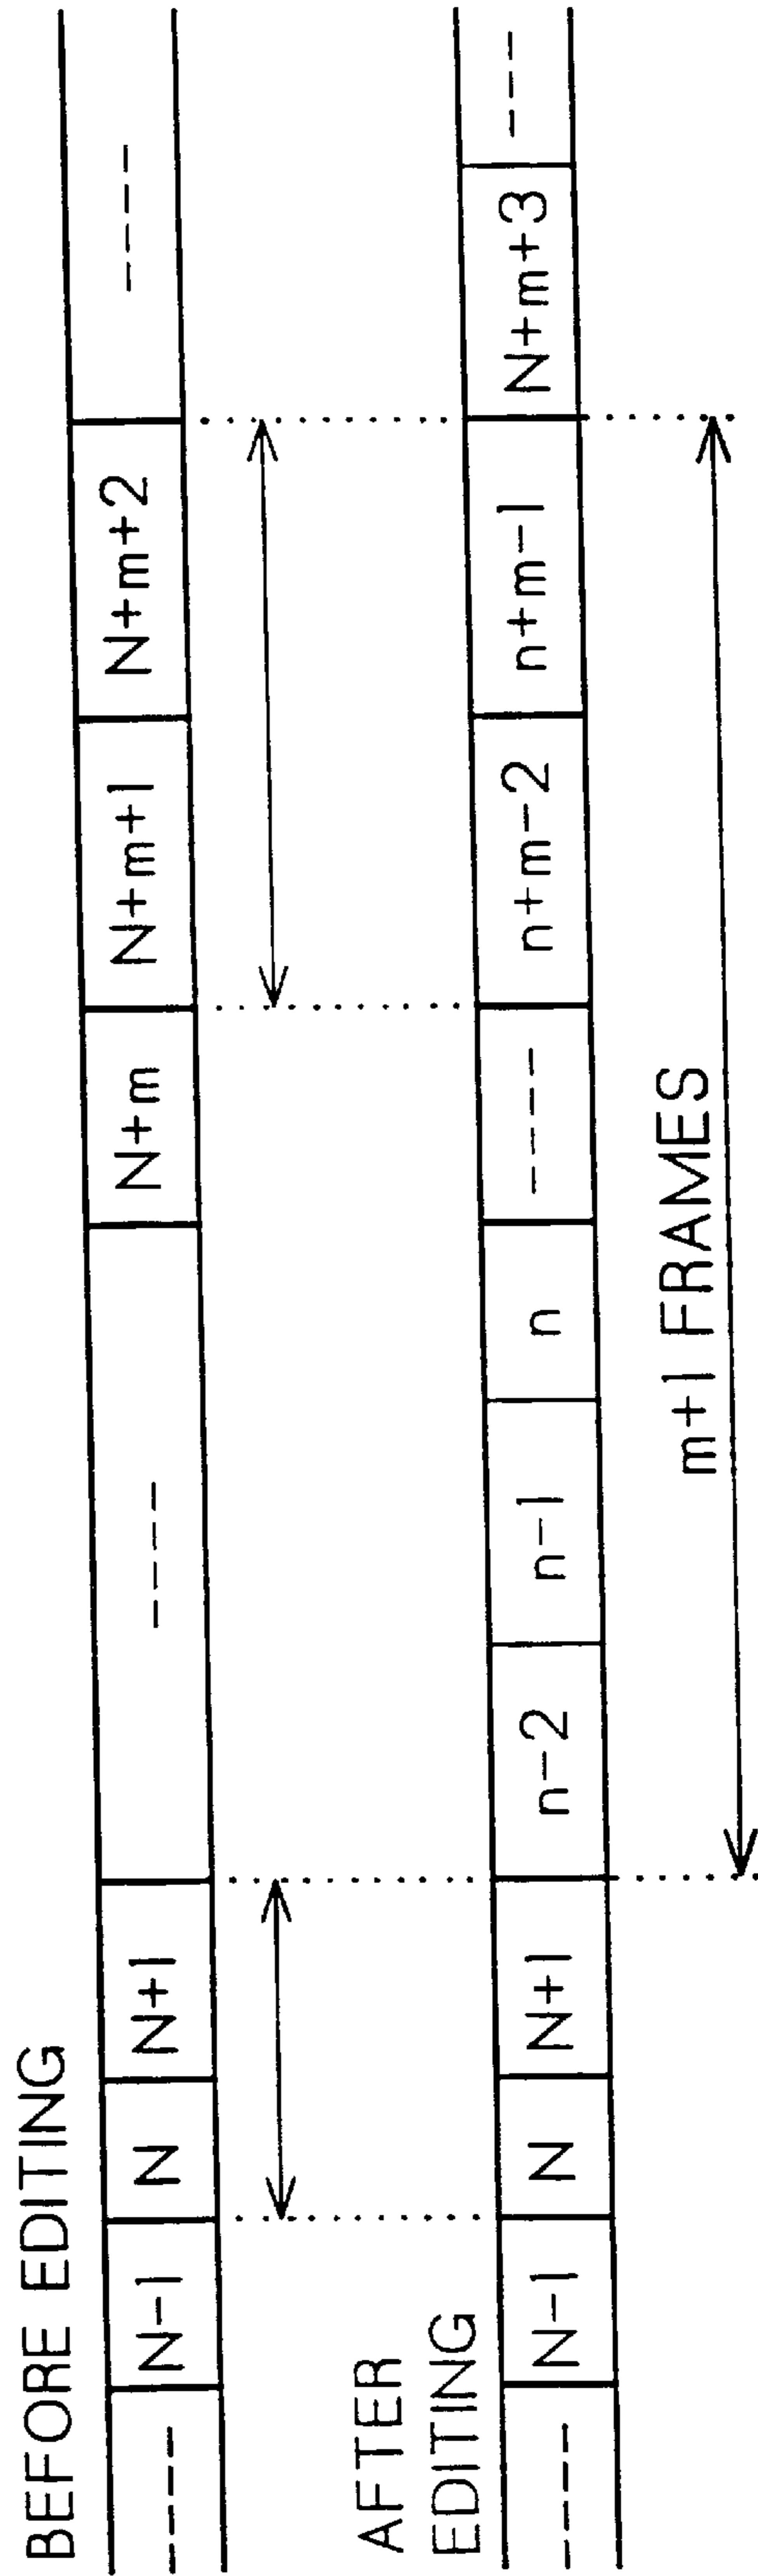 BEFORE EDITING
---- N-1 N N+1 ---- N+m N+m+1 N+m+2 ----
AFTER
EDITING
---- N-1 N N+1 n-2 n-1 n ---- n+m-2 n+m-1 N+m+3 ---
m+1 FRAMES